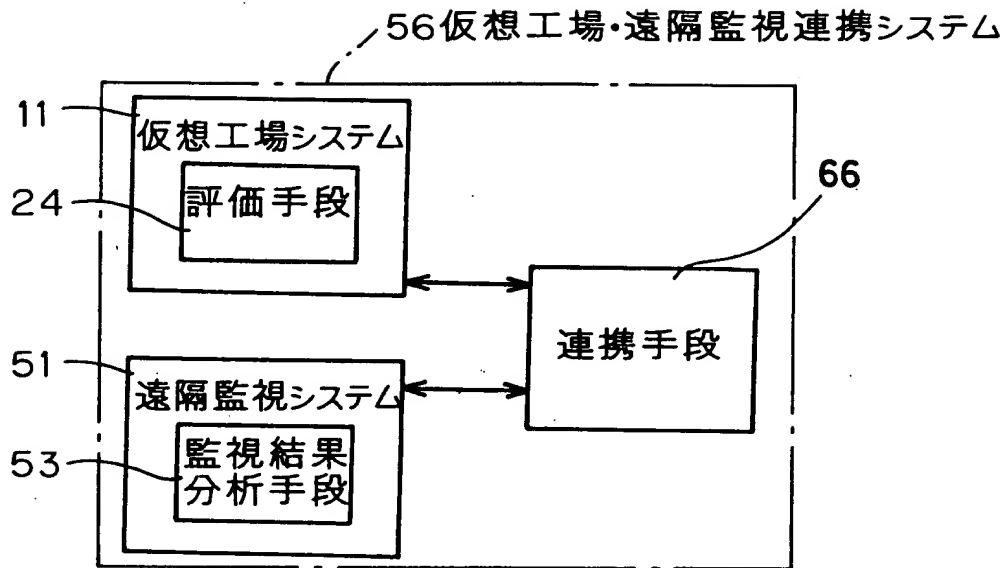 56仮想工場・遠隔監視連携システム
11
仮想工場システム
24
評価手段
66
連携手段
51
遠隔監視システム
53
監視結果
分析手段